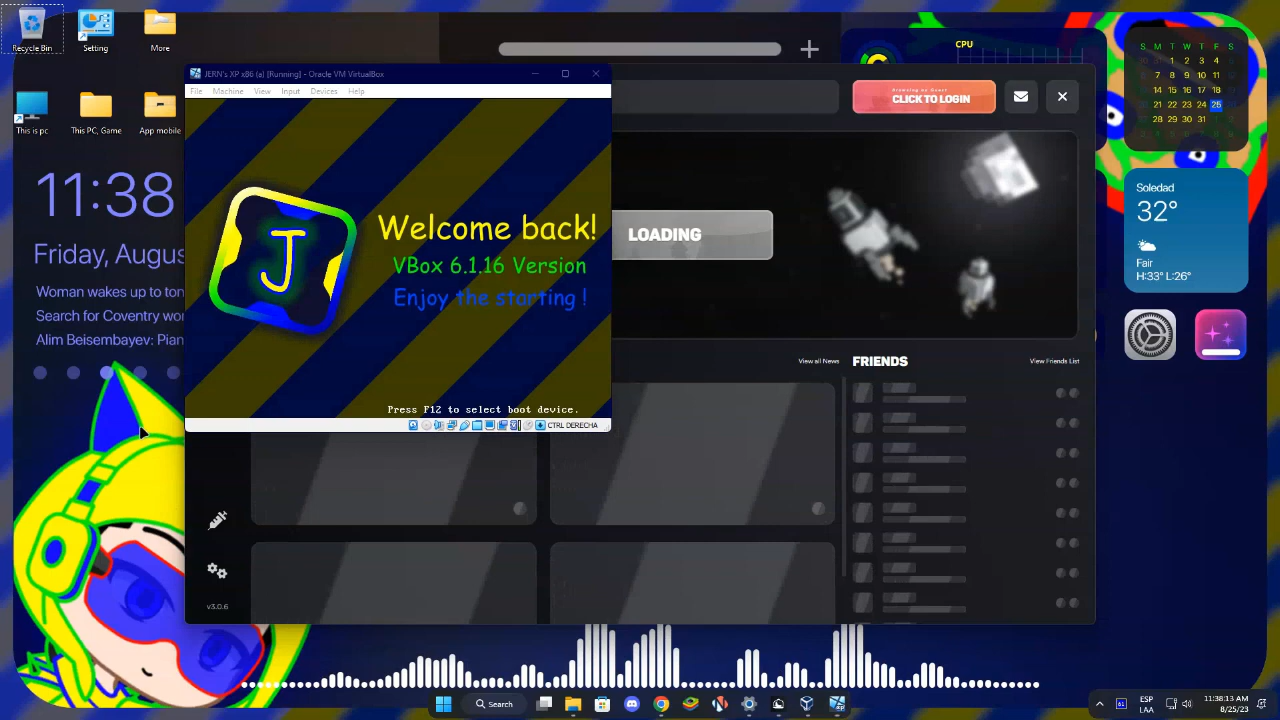 Recycle Bin
Setting
More
This is pc
This PC, Game
App mobile
11:38
Friday, Augus
Woman wakes up to ton
Search for Coventry wo
Alim Beisembayev: Pian
JERN's XP x86 (a) [Running] - Oracle VM VirtualBox
File Machine View Input Devices Help
J
Welcome back!
VBox 6.1.16 Version
Enjoy the starting !
Press F12 to select boot device.
CTRL DERECHA
CLICK TO LOGIN
LOADING
View all News
FRIENDS
View Friends List
v3.0.6
CPU
S M T W T F S
1 2 3 4 5
6 7 8 9 10 11
14 15 16 17 18
21 22 23 24 25
28 29 30 31
Soledad
32°
Fair
H:33° L:26°
Search
ESP
LAA
11:38:13 AM
8/25/23